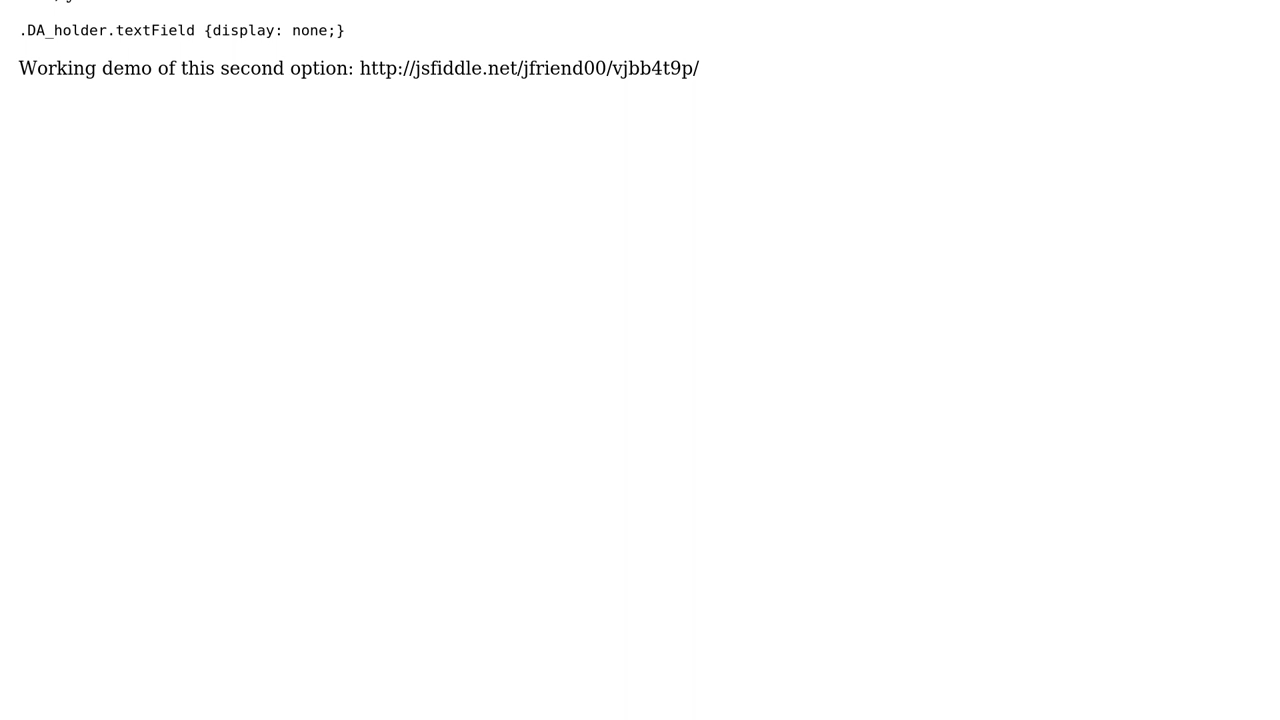 .DA_holder.textField {display: none;}
Working demo of this second option: http://jsfiddle.net/jfriend00/vjbb4t9p/